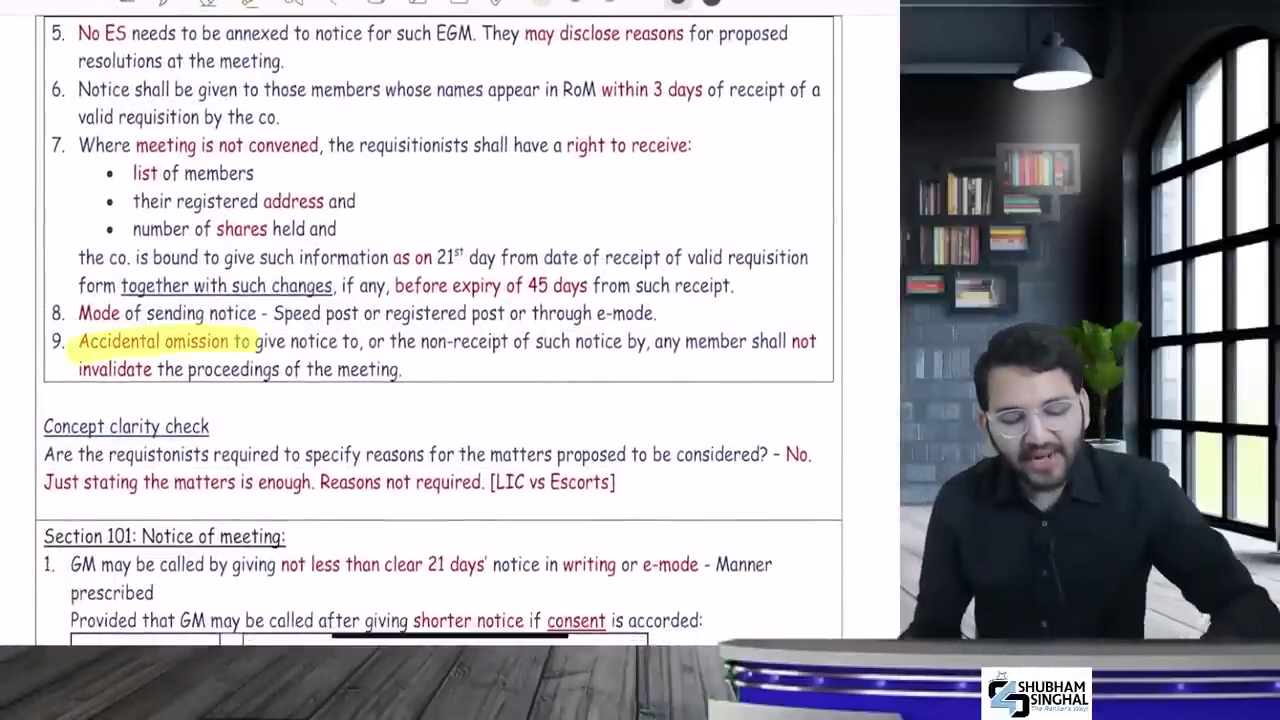 5. No ES needs to be annexed to notice for such EGM. They may disclose reasons for proposed
resolutions at the meeting.
6. Notice shall be given to those members whose names appear in RoM within 3 days of receipt of a
valid requisition by the co.
7. Where meeting is not convened, the requisitionists shall have a right to receive:
• list of members
• their registered address and
• number of shares held and
the co. is bound to give such information as on 21st day from date of receipt of valid requisition
form together with such changes, if any, before expiry of 45 days from such receipt.
8. Mode of sending notice - Speed post or registered post or through e-mode.
9. Accidental omission to give notice to, or the non-receipt of such notice by, any member shall not
invalidate the proceedings of the meeting.
Concept clarity check
Are the requistonists required to specify reasons for the matters proposed to be considered? - No.
Just stating the matters is enough. Reasons not required. [LIC vs Escorts]
Section 101: Notice of meeting:
1. GM may be called by giving not less than clear 21 days' notice in writing or e-mode - Manner
prescribed
Provided that GM may be called after giving shorter notice if consent is accorded:
SHUBHAM
SINGHAL
The Ranker's Way!